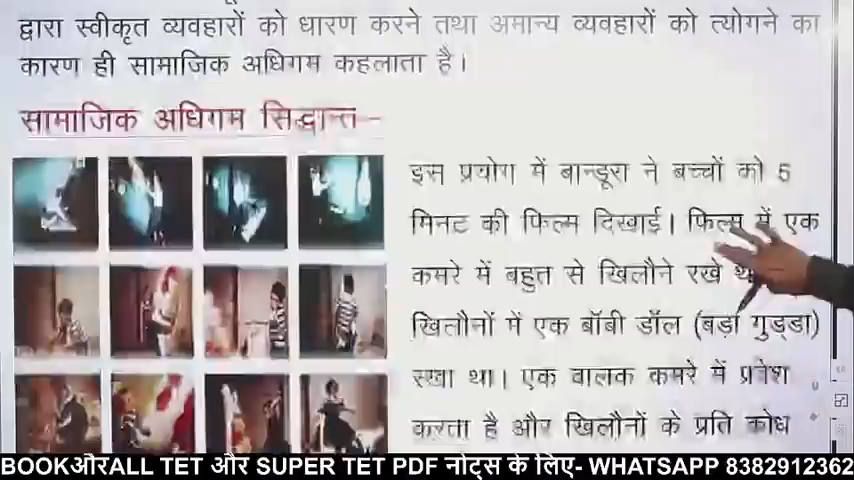 द्वारा स्वीकृत व्यवहारों को धारण करने तथा अमान्य व्यवहारों को त्योगने का
कारण ही सामाजिक अधिगम कहलाता है।
सामाजिक अधिगम सिद्धान्त–
इस प्रयोग में बान्डूरा ने बच्चों को 5
मिनट की फिल्म दिखाई। फिल्म में एक
कमरे में बहुत से खिलौने रखे
खिलौनों में एक बॉबी डॉल (बड़ा गुड्डा)
रखा था। एक बालक कमरे में प्रवेश
करता है और खिलौनों के प्रति क्रोध
BOOKऔरALL TET और SUPER TET PDF नोट्स के लिए- WHATSAPP 8382912362